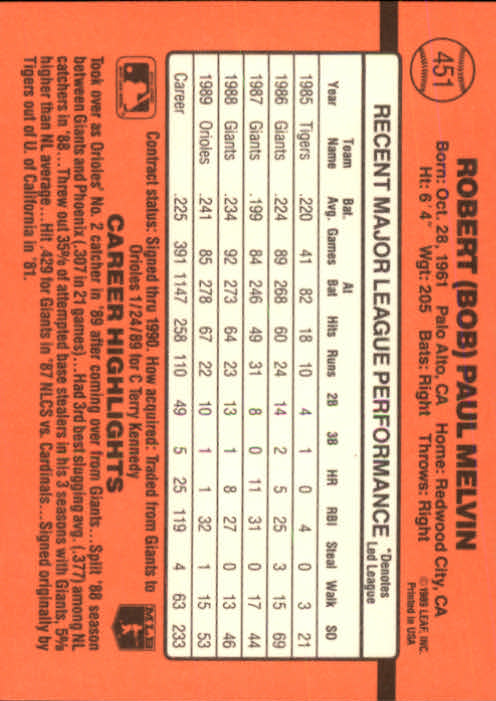 451
ROBERT (BOB) PAUL MELVIN
Born: Oct. 28, 1961 Palo Alto, CA Home: Redwood City, CA
Ht: 6' 4" Wgt: 205 Bats: Right Throws: Right
©1989 LEAF, INC.
Printed in USA
RECENT MAJOR LEAGUE PERFORMANCE *Denotes Led League
Year Team Name Bat. Avg. Games At Bat Hits Runs 2B 3B HR RBI Steal Walk SO
1985 Tigers .220 41 82 18 10 4 1 0 4 0 3 21
1986 Giants .224 89 268 60 24 14 2 5 25 3 15 69
1987 Giants .199 84 246 49 31 8 0 11 31 0 17 44
1988 Giants .234 92 273 64 23 13 1 8 27 0 13 46
1989 Orioles .241 85 278 67 22 10 1 1 32 1 15 53
Career .225 391 1147 258 110 49 5 25 119 4 63 233
Contract status: Signed thru 1990. How acquired: Traded from Giants to
Orioles 1/24/89 for C Terry Kennedy
MLB
CAREER HIGHLIGHTS
Took over as Orioles' No. 2 catcher in '89 after coming over from Giants...Split '88 season
between Giants and Phoenix (.307 in 21 games)...Had 3rd best slugging avg. (.377) among NL
catchers in '88...Threw out 35% of attempted base stealers in his 3 seasons with Giants, 5%
higher than NL average...Hit .429 for Giants in '87 NLCS vs. Cardinals...Signed originally by
Tigers out of U. of California in '81.